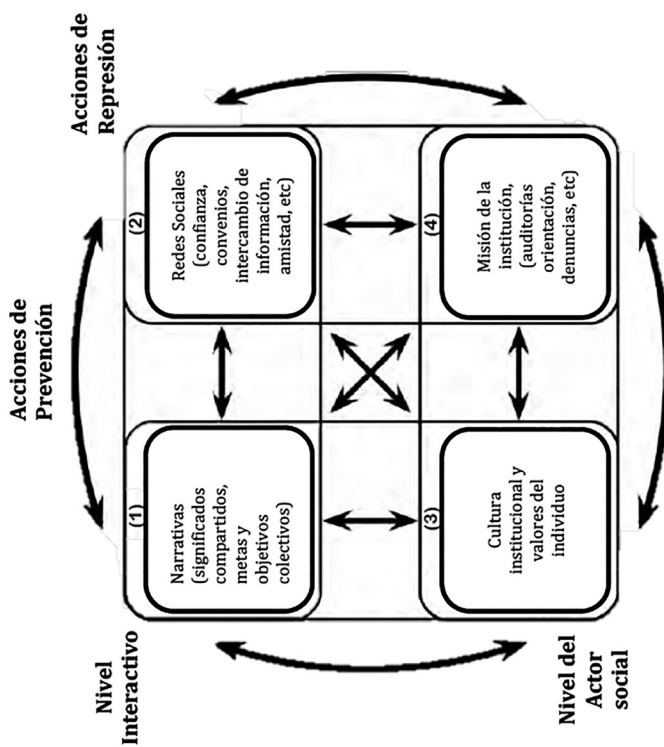 Acciones de
Prevención
Acciones de
Represión
Nivel
Interactivo
(1)
Narrativas
(significados
compartidos,
metas y
objetivos
colectivos)
(2)
Redes Sociales
(confianza,
convenios,
intercambio de
información,
amistad, etc)
Nivel del
Actor
social
(3)
Cultura
institucional y
valores del
individuo
(4)
Misión de la
institución,
(auditorías
orientación,
denuncias, etc)